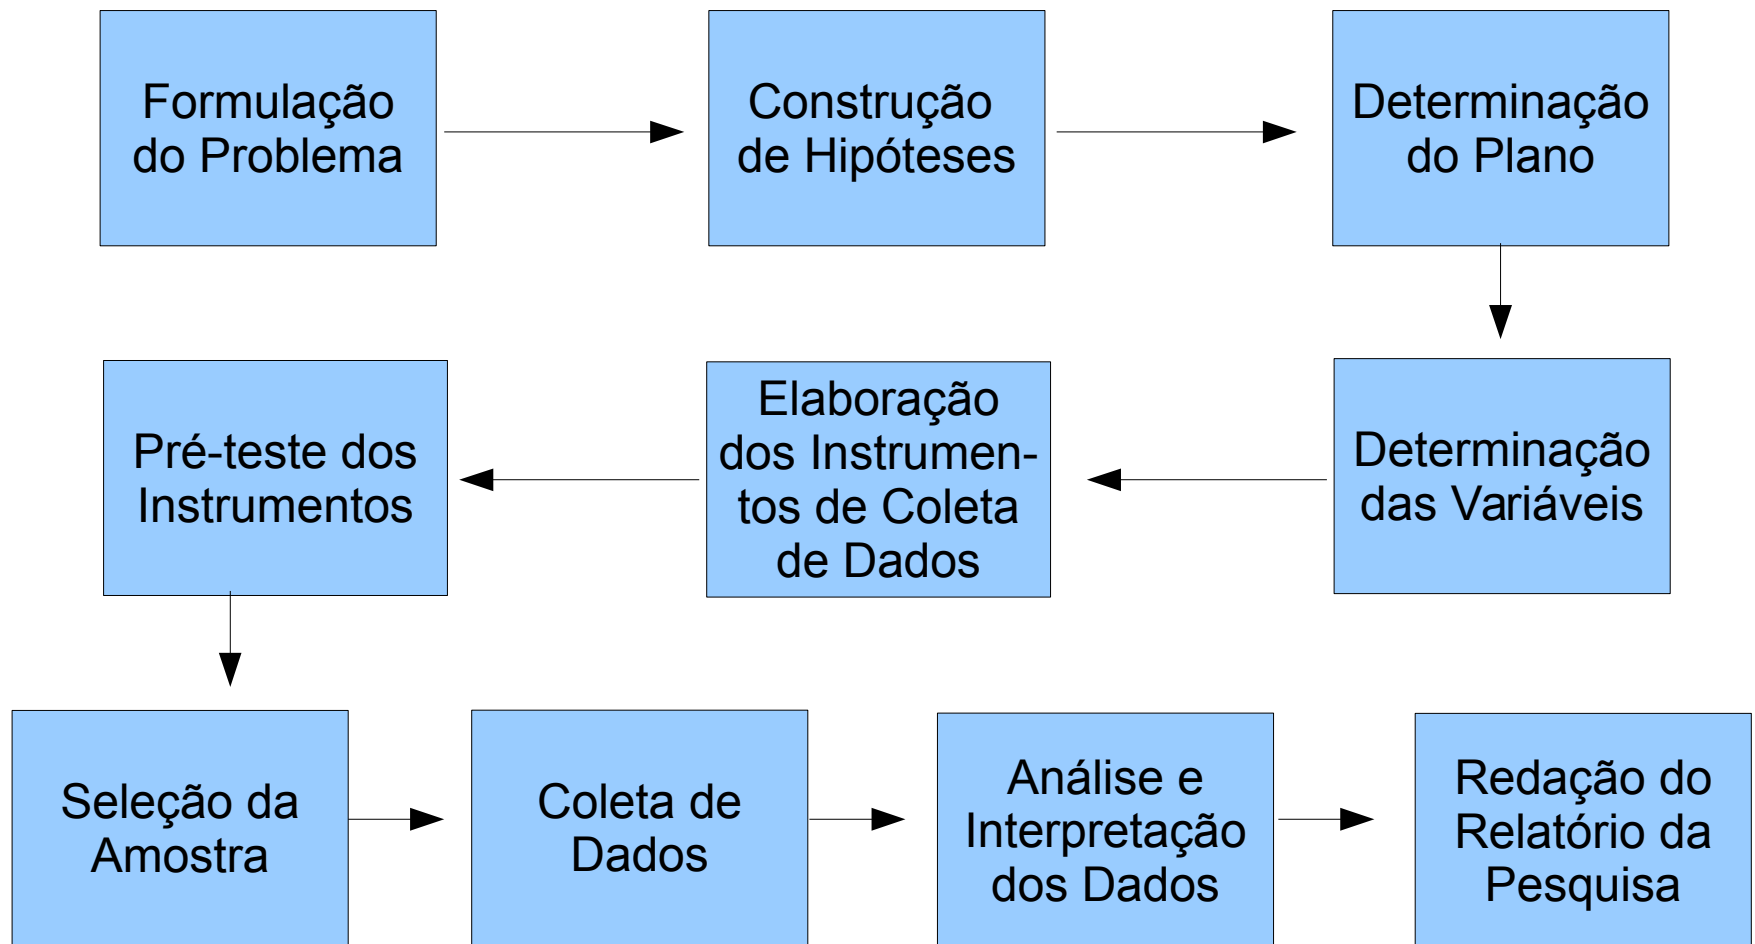 Formulação
do Problema
Construção
de Hipóteses
Determinação
do Plano
Determinação
das Variáveis
Elaboração
dos Instrumen-
tos de Coleta
de Dados
Pré-teste dos
Instrumentos
Seleção da
Amostra
Coleta de
Dados
Análise e
Interpretação
dos Dados
Redação do
Relatório da
Pesquisa